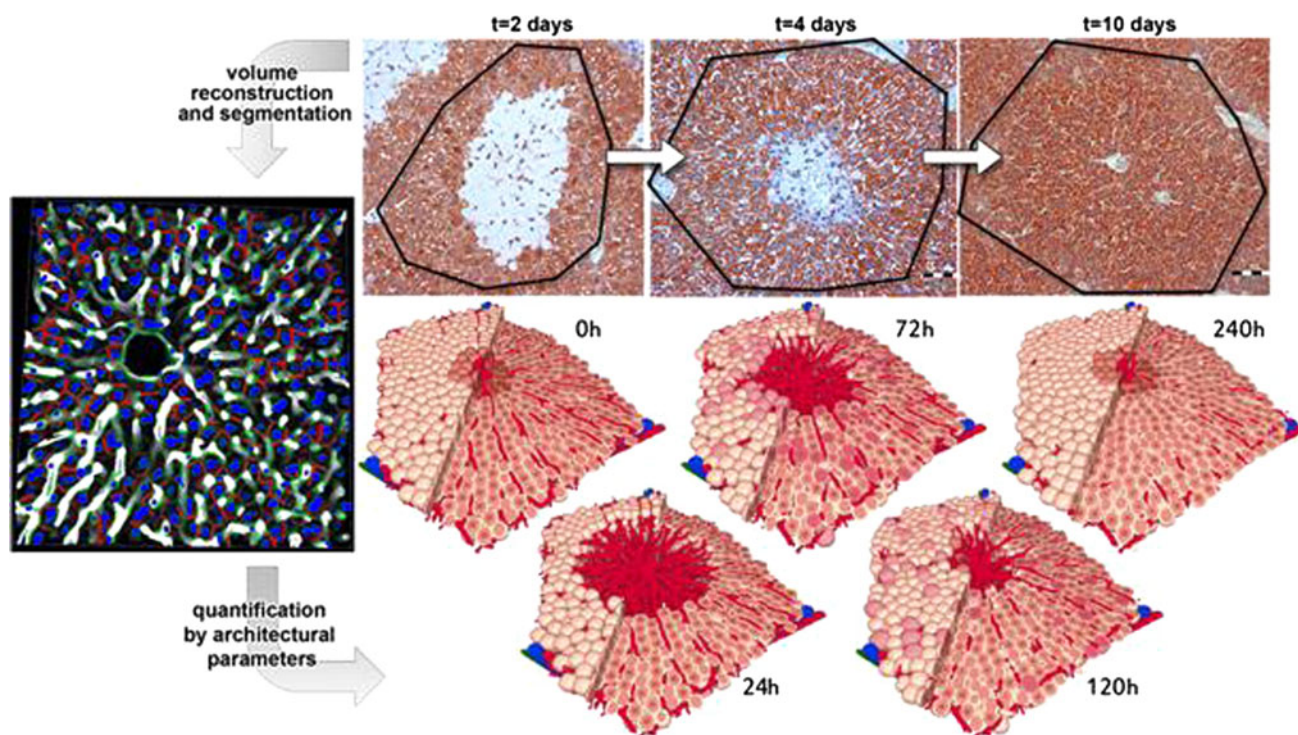 t=2 days
t=4 days
t=10 days
volume
reconstruction
and segmentation
0h
72h
240h
quantification
by architectural
parameters
24h
120h